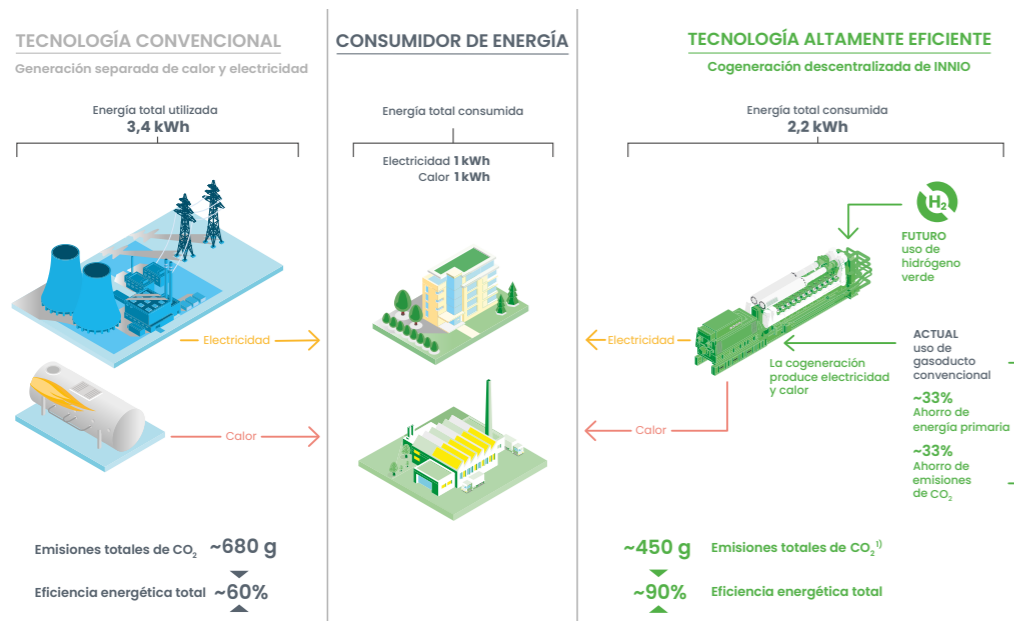 TECNOLOGÍA CONVENCIONAL
Generación separada de calor y electricidad
Energía total utilizada
3,4 kWh
Electricidad
Calor
Emisiones totales de CO₂ ~680 g
Eficiencia energética total ~60%
CONSUMIDOR DE ENERGÍA
Energía total consumida
Electricidad 1 kWh
Calor 1 kWh
TECNOLOGÍA ALTAMENTE EFICIENTE
Cogeneración descentralizada de INNIO
Energía total consumida
2,2 kWh
H₂
FUTURO
uso de
hidrógeno
verde
Electricidad
ACTUAL
uso de
gasoducto
convencional
La cogeneración
produce electricidad
y calor
~33%
Ahorro de
energía primaria
Calor
~33%
Ahorro de
emisiones
de CO₂
~450 g Emisiones totales de CO₂¹⁾
~90% Eficiencia energética total